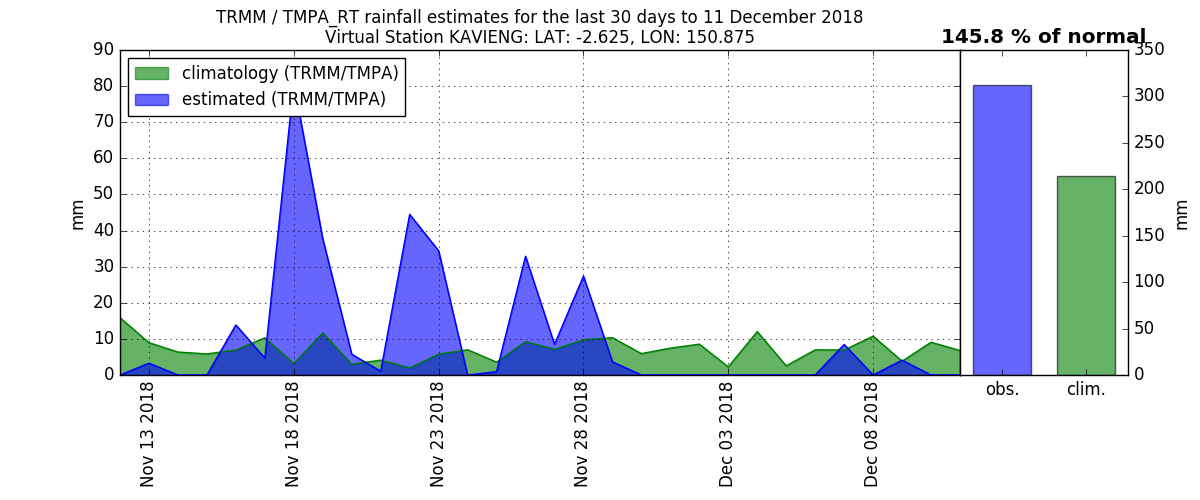 TRMM / TMPA_RT rainfall estimates for the last 30 days to 11 December 2018
Virtual Station KAVIENG: LAT: -2.625, LON: 150.875
145.8 % of normal
climatology (TRMM/TMPA)
estimated (TRMM/TMPA)
90
80
70
60
50
40
30
20
10
0
mm
Nov 13 2018
Nov 18 2018
Nov 23 2018
Nov 28 2018
Dec 03 2018
Dec 08 2018
350
300
250
200
150
100
50
0
mm
obs.
clim.